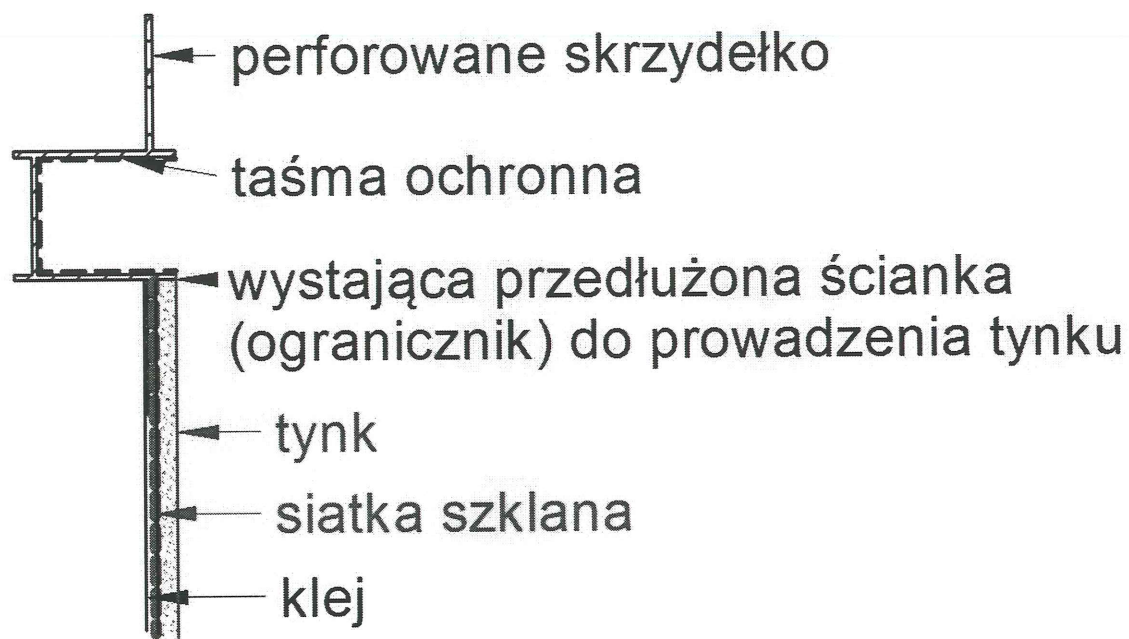 perforowane skrzydełko
taśma ochronna
wystająca przedłużona ścianka
(ogranicznik) do prowadzenia tynku
tynk
siatka szklana
klej